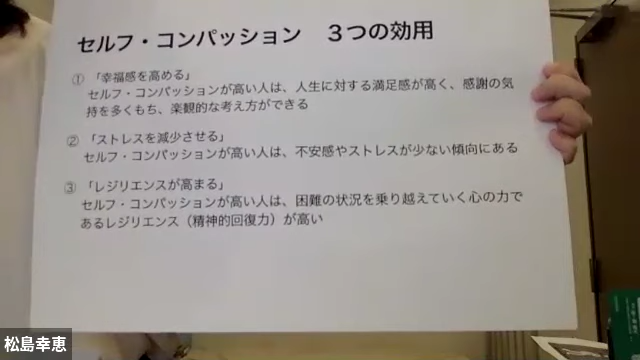 セルフ・コンパッション　３つの効用
① 「幸福感を高める」
セルフ・コンパッションが高い人は、人生に対する満足感が高く、感謝の気
持を多くもち、楽観的な考え方ができる
② 「ストレスを減少させる」
セルフ・コンパッションが高い人は、不安感やストレスが少ない傾向にある
③ 「レジリエンスが高まる」
セルフ・コンパッションが高い人は、困難の状況を乗り越えていく心の力で
あるレジリエンス（精神的回復力）が高い
松島幸恵